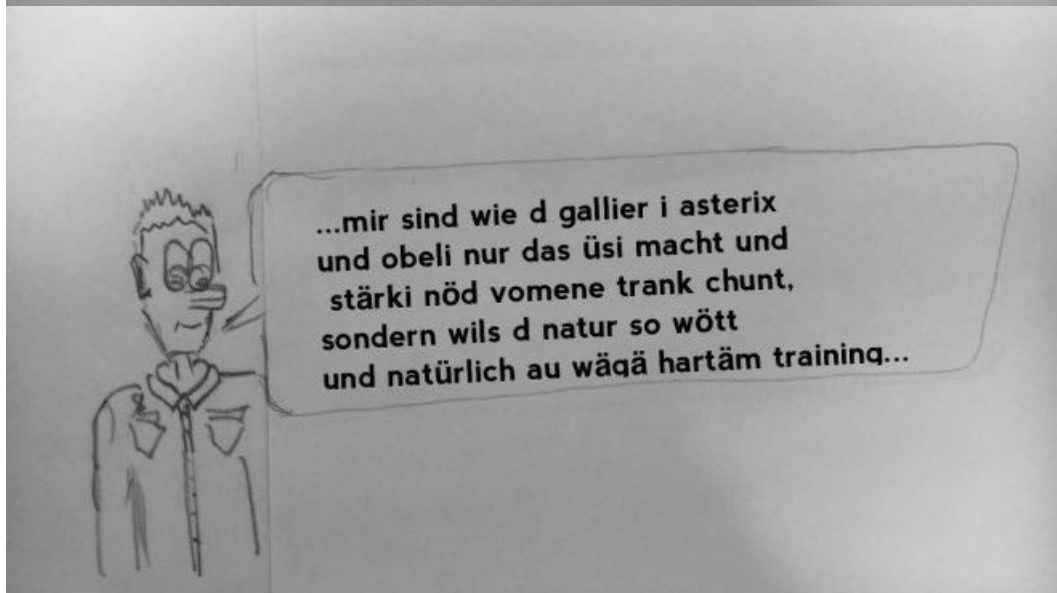 ...mir sind wie d gallier i asterix
und obeli nur das üsi macht und
stärki nöd vomene trank chunt,
sondern wils d natur so wött
und natürlich au wägä hartäm training...